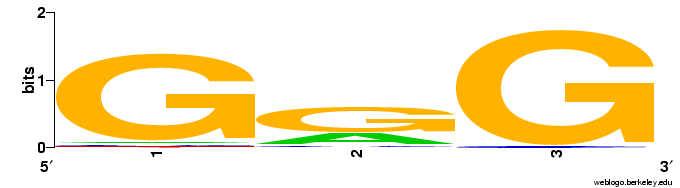 2
bits
1
0
G G G
A
5′ 1 2 3 3′
weblogo.berkeley.edu